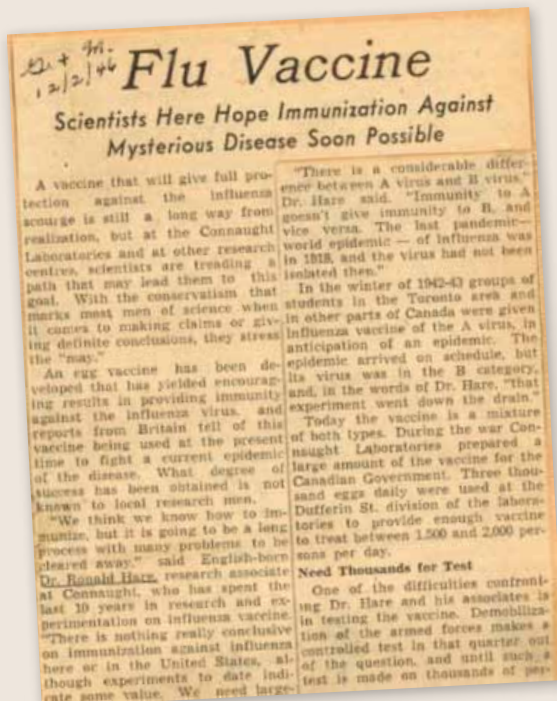 G. + M.
12/2/46
Flu Vaccine
Scientists Here Hope Immunization Against
Mysterious Disease Soon Possible
A vaccine that will give full pro-
tection against the influenza
scourge is still a long way from
realization, but at the Connaught
Laboratories and at other research
centres, scientists are treading a
path that may lead them to this
goal. With the conservatism that
marks most men of science when
it comes to making claims or giv-
ing definite conclusions, they stress
the "may."
An egg vaccine has been de-
veloped that has yielded encourag-
ing results in providing immunity
against the influenza virus, and
reports from Britain tell of this
vaccine being used at the present
time to fight a current epidemic
of the disease. What degree of
success has been obtained is not
known to local research men.
"We think we know how to im-
munize, but it is going to be a long
process with many problems to be
cleared away," said English-born
Dr. Ronald Hare, research associate
at Connaught, who has spent the
last 10 years in research and ex-
perimentation on influenza vaccine.
"There is nothing really conclusive
on immunization against influenza
here or in the United States, al-
though experiments to date indi-
cate some value. We need large-
"There is a considerable differ-
ence between A virus and B virus,"
Dr. Hare said. "Immunity to A
doesn't give immunity to B, and
vice versa. The last pandemic—
world epidemic — of influenza was
in 1918, and the virus had not been
isolated then."
In the winter of 1942-43 groups of
students in the Toronto area and
in other parts of Canada were given
influenza vaccine of the A virus, in
anticipation of an epidemic. The
epidemic arrived on schedule, but
its virus was in the B category,
and, in the words of Dr. Hare, "that
experiment went down the drain."
Today the vaccine is a mixture
of both types. During the war Con-
naught Laboratories prepared a
large amount of the vaccine for the
Canadian Government. Three thou-
sand eggs daily were used at the
Dufferin St. division of the labora-
tories to provide enough vaccine
to treat between 1,500 and 2,000 per-
sons per day.
Need Thousands for Test
One of the difficulties confront-
ing Dr. Hare and his associates is
in testing the vaccine. Demobiliza-
tion of the armed forces makes a
controlled test in that quarter out
of the question, and until such a
test is made on thousands of per-